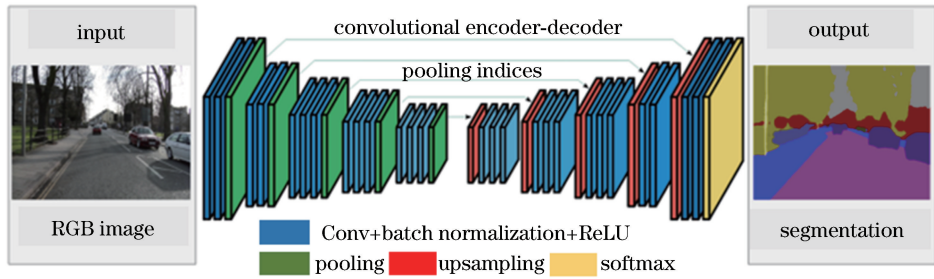 input
convolutional encoder-decoder
output
pooling indices
RGB image
segmentation
Conv+batch normalization+ReLU
pooling
upsampling
softmax